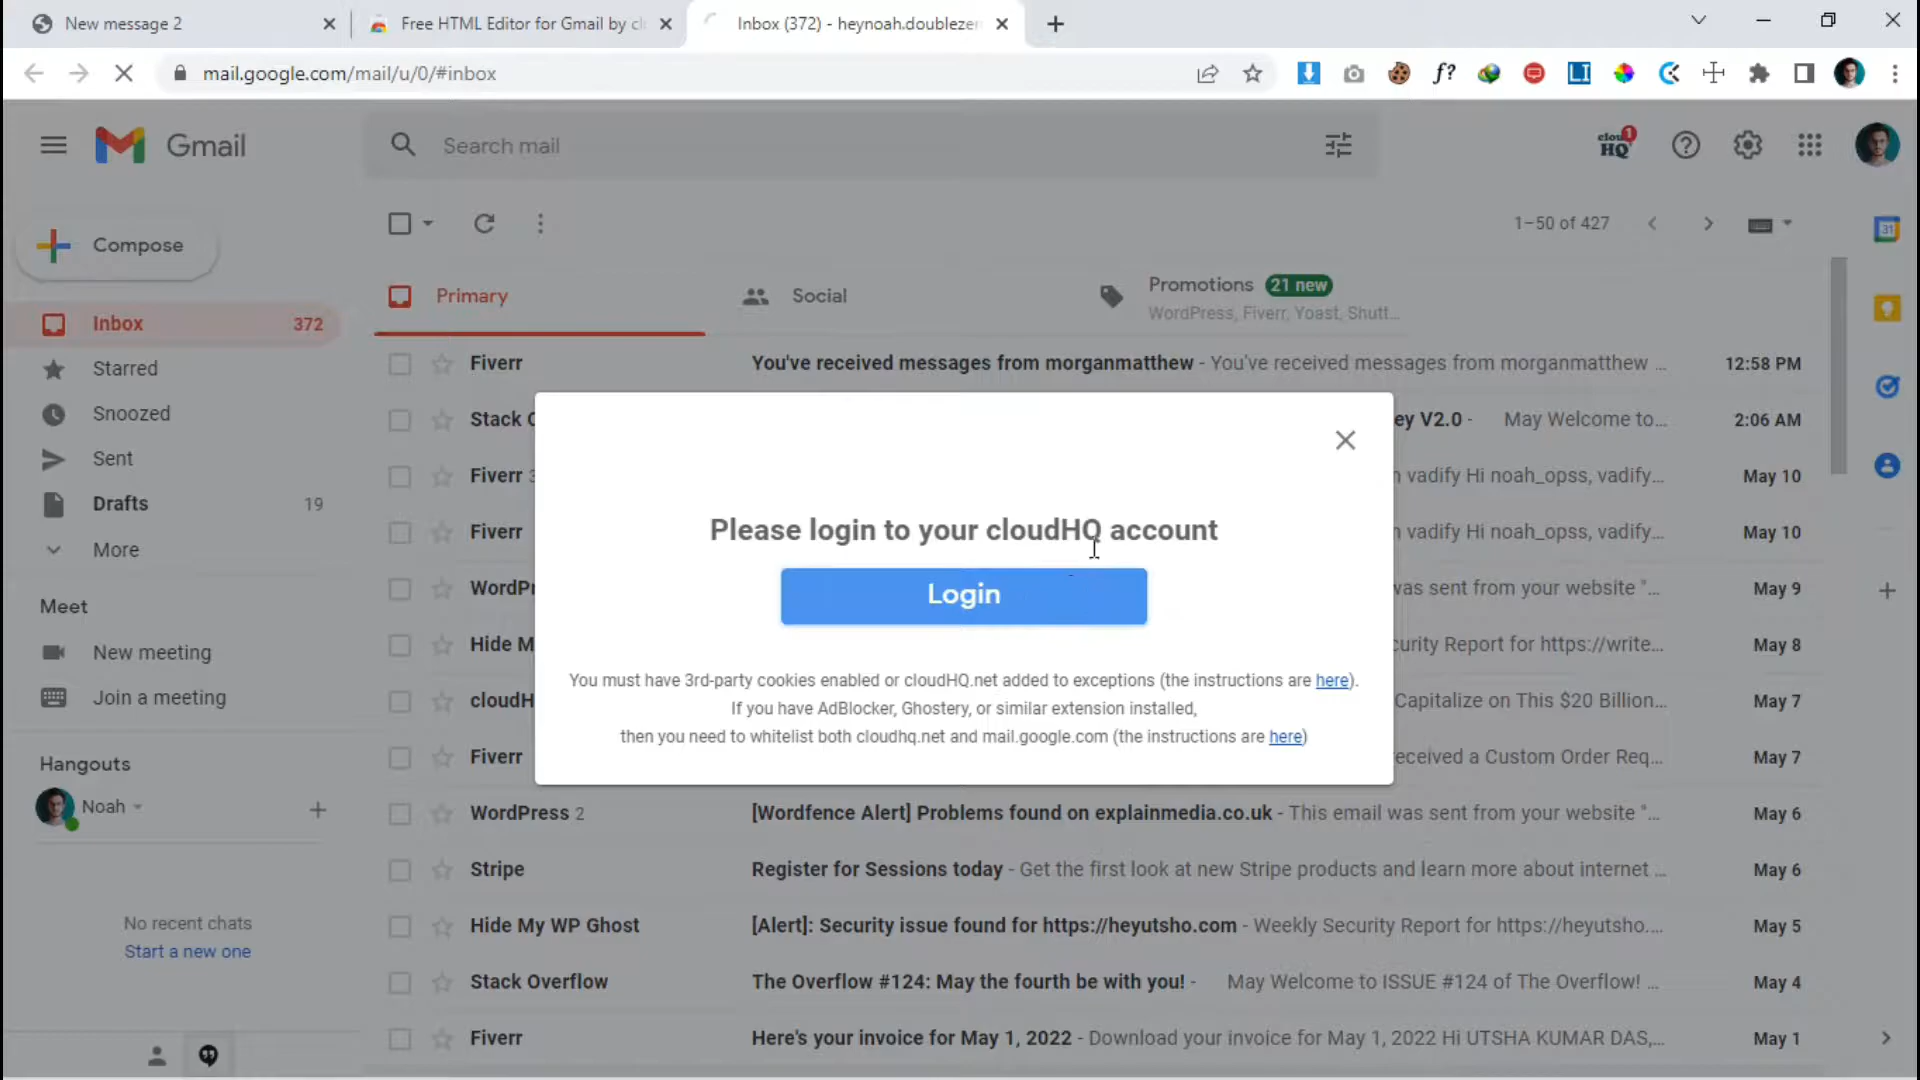 New message 2
Free HTML Editor for Gmail by cl
Inbox (372) - heynoah.doublezer
mail.google.com/mail/u/0/#inbox
f?
LI
Gmail
Search mail
HQ
1
Compose
1–50 of 427
31
Primary
Social
Promotions 21 new
WordPress, Fiverr, Yoast, Shutt...
Inbox 372
Starred
Snoozed
Sent
Drafts 19
More
Meet
New meeting
Join a meeting
Hangouts
Noah
No recent chats
Start a new one
Fiverr You've received messages from morganmatthew - You've received messages from morganmatthew ... 12:58 PM
Stack ey V2.0 - May Welcome to... 2:06 AM
Fiverr 3 vadify Hi noah_opss, vadify... May 10
Fiverr vadify Hi noah_opss, vadify... May 10
WordPr was sent from your website "... May 9
Hide M curity Report for https://write... May 8
cloudH Capitalize on This $20 Billion... May 7
Fiverr eceived a Custom Order Req... May 7
Please login to your cloudHQ account
Login
You must have 3rd-party cookies enabled or cloudHQ.net added to exceptions (the instructions are here).
If you have AdBlocker, Ghostery, or similar extension installed,
then you need to whitelist both cloudhq.net and mail.google.com (the instructions are here)
WordPress 2 [Wordfence Alert] Problems found on explainmedia.co.uk - This email was sent from your website "... May 6
Stripe Register for Sessions today - Get the first look at new Stripe products and learn more about internet ... May 6
Hide My WP Ghost [Alert]: Security issue found for https://heyutsho.com - Weekly Security Report for https://heyutsho.... May 5
Stack Overflow The Overflow #124: May the fourth be with you! - May Welcome to ISSUE #124 of The Overflow! ... May 4
Fiverr Here's your invoice for May 1, 2022 - Download your invoice for May 1, 2022 Hi UTSHA KUMAR DAS,... May 1